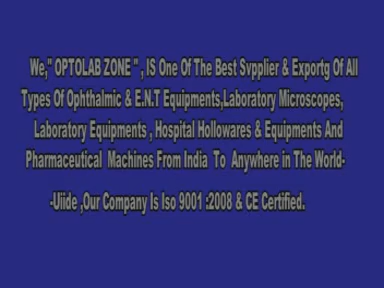 We," OPTOLAB ZONE " , IS One Of The Best Svpplier & Exportg Of All
Types Of Ophthalmic & E.N.T Equipments,Laboratory Microscopes,
Laboratory Equipments , Hospital Hollowares & Equipments And
Pharmaceutical Machines From India To Anywhere in The World-
-Uiide ,Our Company Is Iso 9001 :2008 & CE Certified.